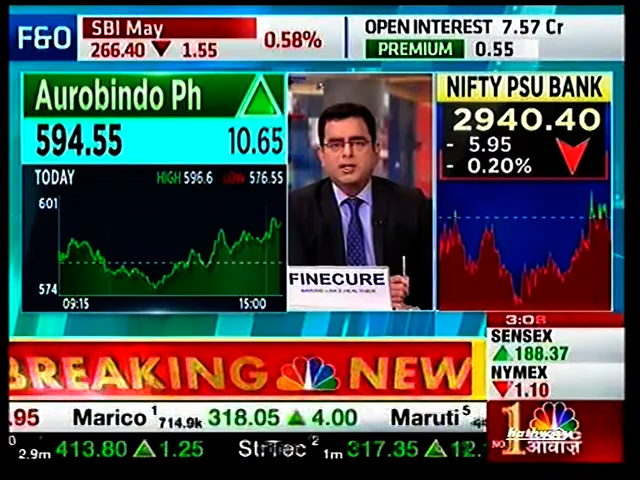 F&O
SBI May
266.40 ▼ 1.55
0.58%
OPEN INTEREST 7.57 Cr
PREMIUM 0.55
Aurobindo Ph
594.55 10.65
TODAY HIGH 596.6 LOW 576.55
601
574
09:15 15:00
FINECURE
NIFTY PSU BANK
2940.40
- 5.95
- 0.20%
3:08
SENSEX
▲188.37
NYMEX
▼1.10
BREAKING NEW
.95 Marico 1 714.9k 318.05 ▲ 4.00 Maruti 5
2.9m 413.80 ▲ 1.25 StrTec 2 1m 317.35 ▲ 12.
NO. 1
hathway
आवाज़